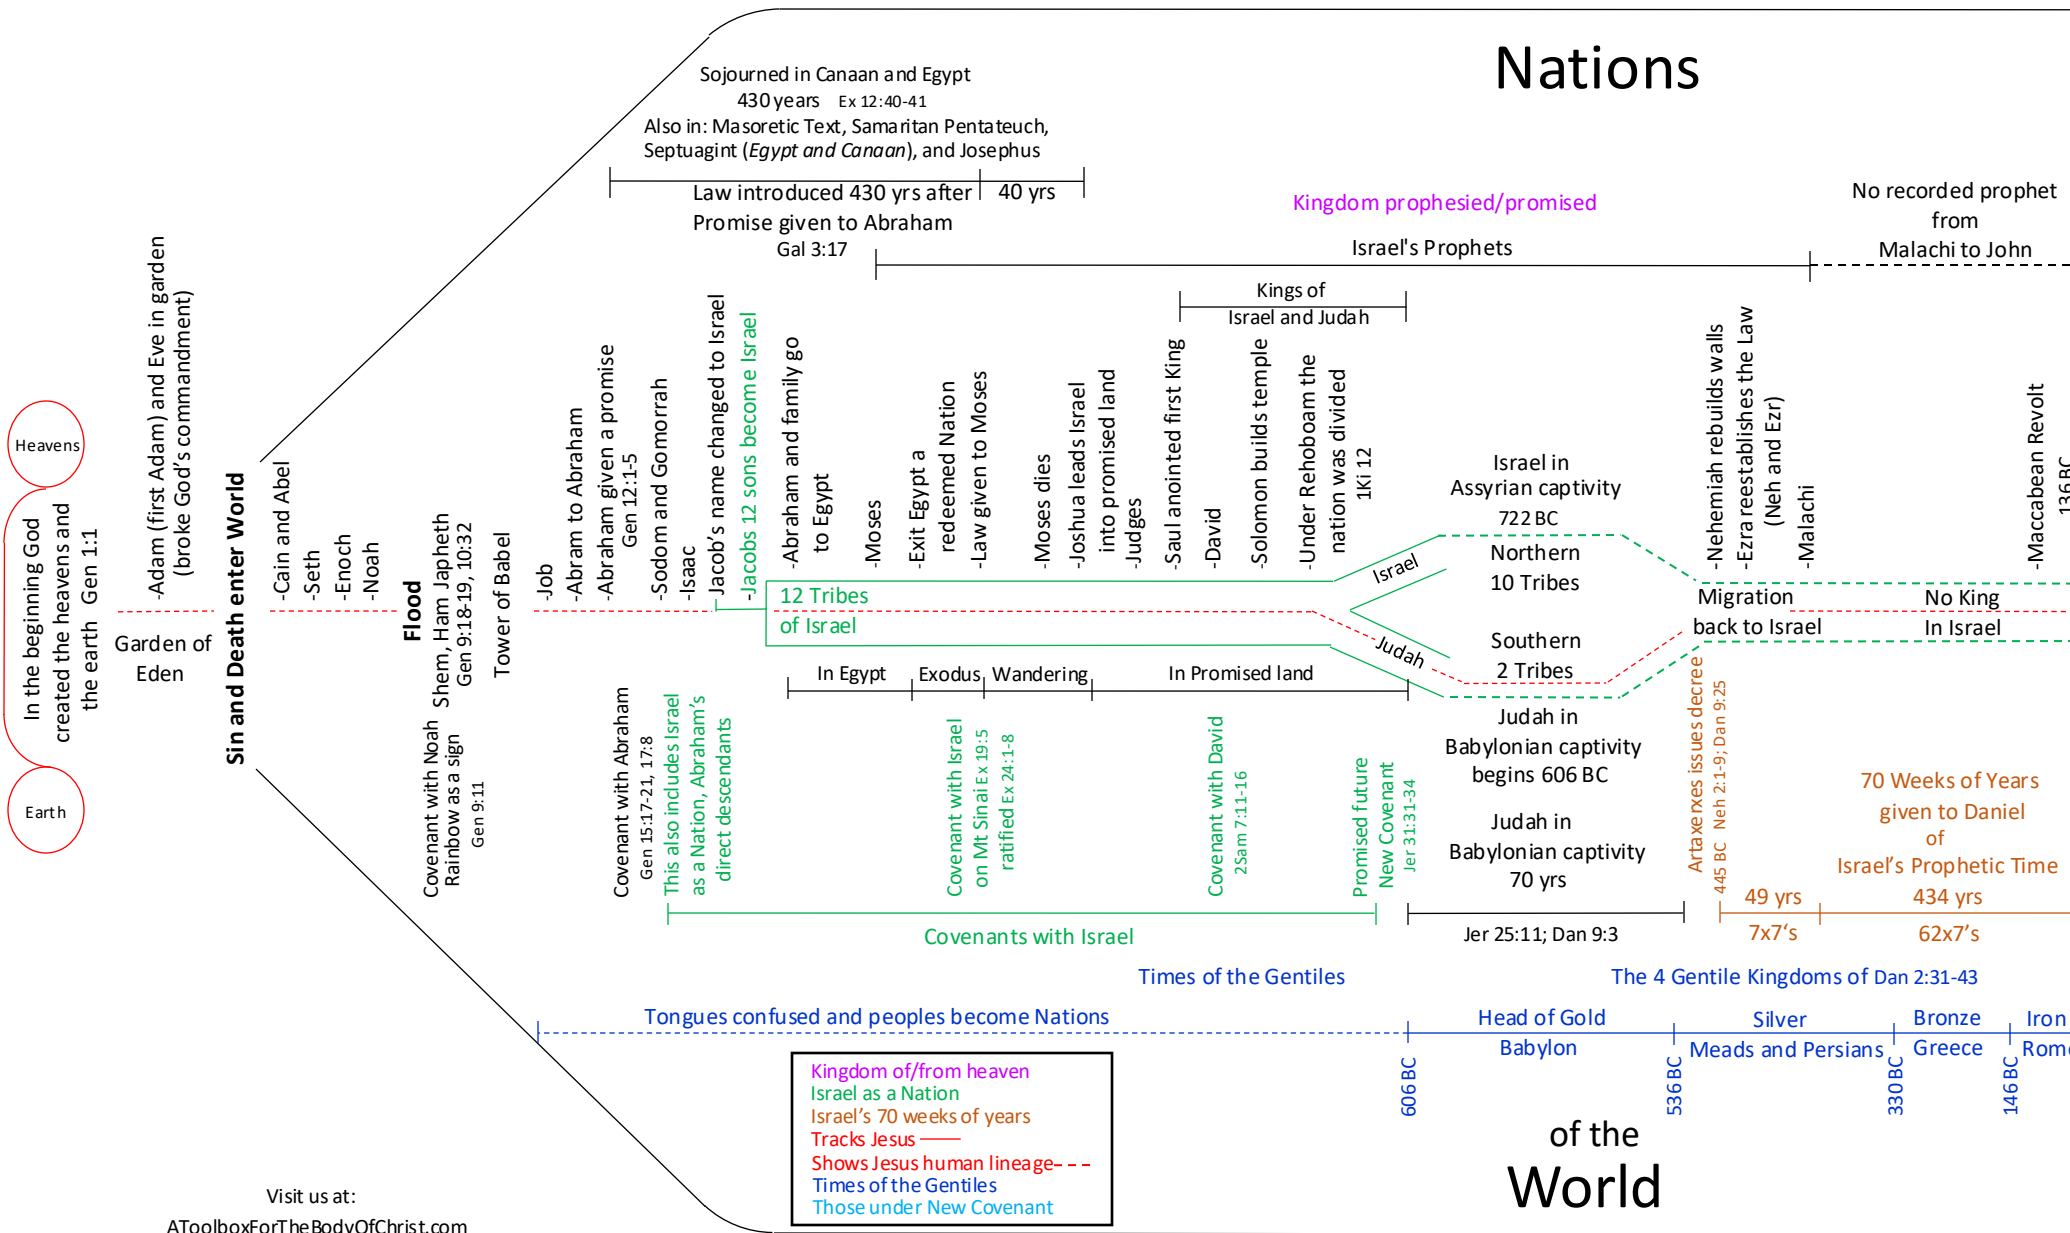 Nations
Sojourned in Canaan and Egypt
430 years Ex 12:40-41
Also in: Masoretic Text, Samaritan Pentateuch,
Septuagint (Egypt and Canaan), and Josephus
Law introduced 430 yrs after
Promise given to Abraham
Gal 3:17
40 yrs
Kingdom prophesied/promised
Israel's Prophets
No recorded prophet
from
Malachi to John
Kings of
Israel and Judah
Heavens
In the beginning God
created the heavens and
the earth Gen 1:1
Earth
-Adam (first Adam) and Eve in garden
(broke God's commandment)
Garden of
Eden
Sin and Death enter World
-Cain and Abel
-Seth
-Enoch
-Noah
Flood
Shem, Ham Japheth
Gen 9:18-19, 10:32
Tower of Babel
-Job
-Abram to Abraham
-Abraham given a promise
Gen 12:1-5
-Sodom and Gomorrah
-Isaac
Jacob's name changed to Israel
-Jacobs 12 sons become Israel
-Abraham and family go
to Egypt
-Moses
-Exit Egypt a
redeemed Nation
-Law given to Moses
-Moses dies
-Joshua leads Israel
into promised land
-Judges
-Saul anointed first King
-David
-Solomon builds temple
-Under Rehoboam the
nation was divided
1Ki 12
Israel in
Assyrian captivity
722 BC
Northern
10 Tribes
Israel
Judah
Southern
2 Tribes
12 Tribes
of Israel
-Nehemiah rebuilds walls
-Ezra reestablishes the Law
(Neh and Ezr)
-Malachi
-Maccabean Revolt
136 BC
Migration
back to Israel
No King
In Israel
In Egypt
Exodus
Wandering
In Promised land
Covenant with Noah
Rainbow as a sign
Gen 9:11
Covenant with Abraham
Gen 15:17-21, 17:8
This also includes Israel
as a Nation, Abraham's
direct descendants
Covenant with Israel
on Mt Sinai Ex 19:5
ratified Ex 24:1-8
Covenant with David
2Sam 7:11-16
Promised future
New Covenant
Jer 31:31-34
Covenants with Israel
Judah in
Babylonian captivity
begins 606 BC
Judah in
Babylonian captivity
70 yrs
Jer 25:11; Dan 9:3
Artaxerxes issues decree
445 BC Neh 2:1-9; Dan 9:25
70 Weeks of Years
given to Daniel
of
Israel's Prophetic Time
49 yrs
434 yrs
7x7's
62x7's
Times of the Gentiles
The 4 Gentile Kingdoms of Dan 2:31-43
Tongues confused and peoples become Nations
Head of Gold
Babylon
Silver
Meads and Persians
Bronze
Greece
Iron
Rome
606 BC
536 BC
330 BC
146 BC
Kingdom of/from heaven
Israel as a Nation
Israel's 70 weeks of years
Tracks Jesus
Shows Jesus human lineage
Times of the Gentiles
Those under New Covenant
of the
World
Visit us at:
AToolboxForTheBodyOfChrist.com